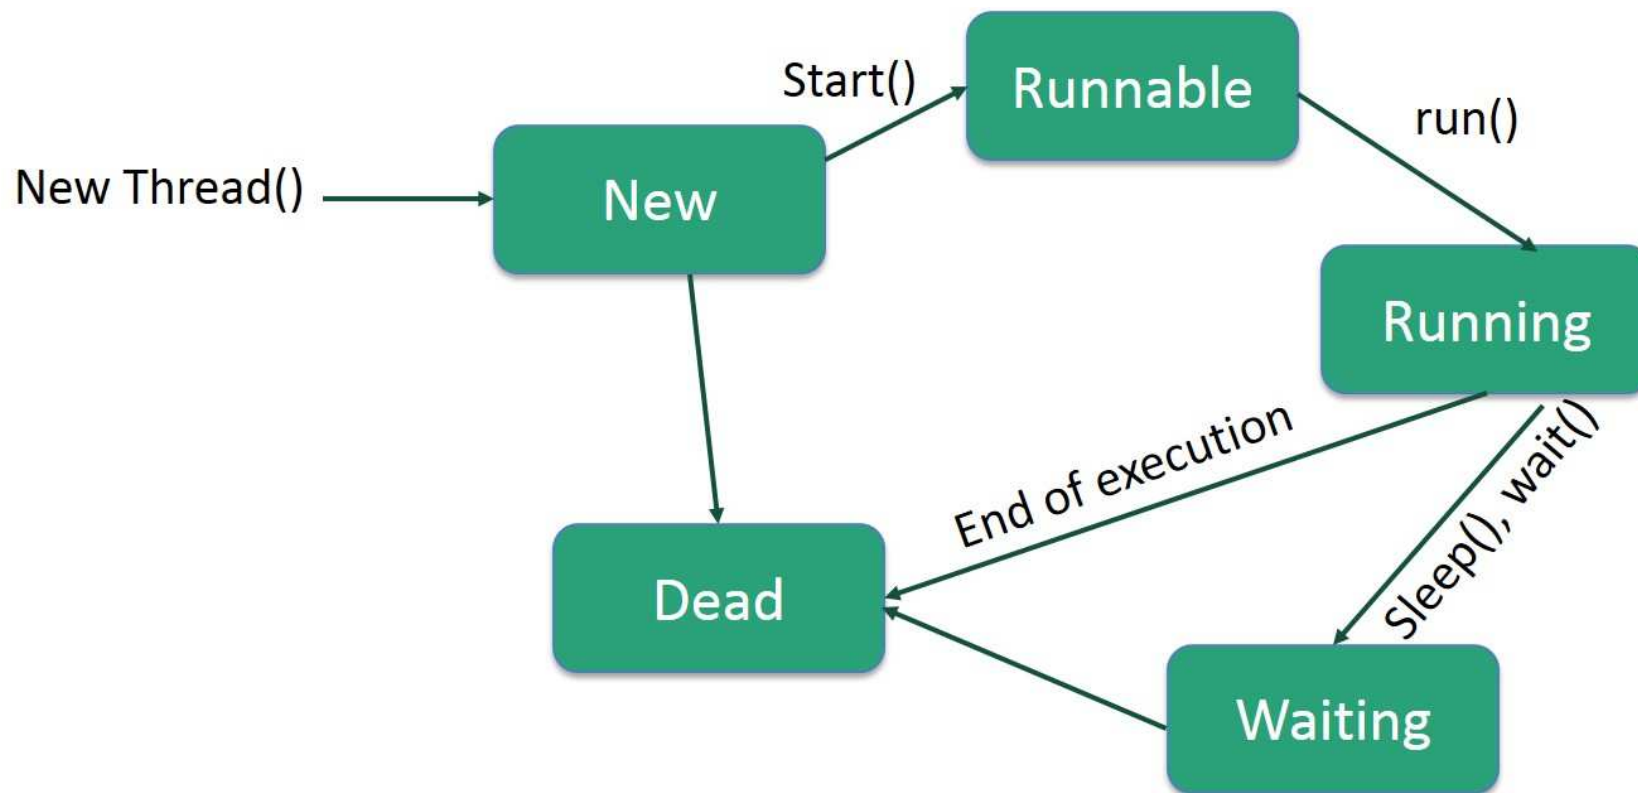 Start()
Runnable
run()
New Thread()
New
Running
End of execution
Sleep(), wait()
Dead
Waiting